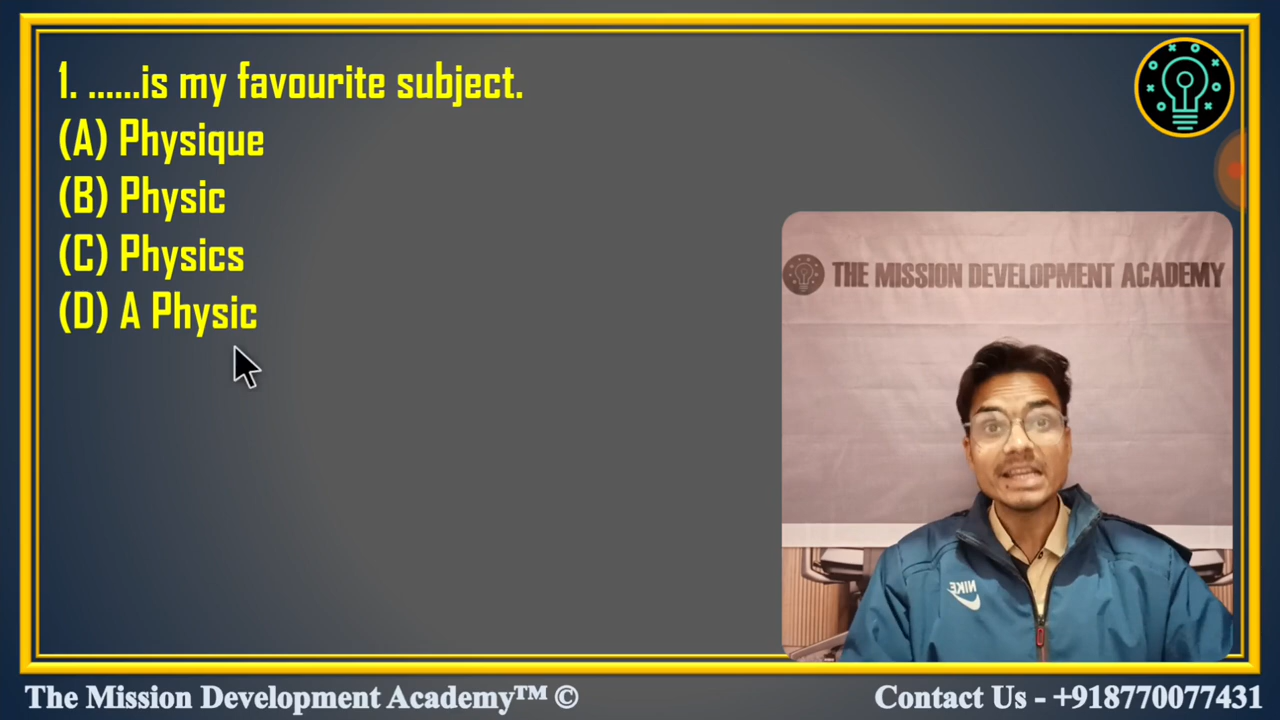 1. ......is my favourite subject.
(A) Physique
(B) Physic
(C) Physics
(D) A Physic
THE MISSION DEVELOPMENT ACADEMY
NIKE
The Mission Development Academy™ ©
Contact Us - +918770077431